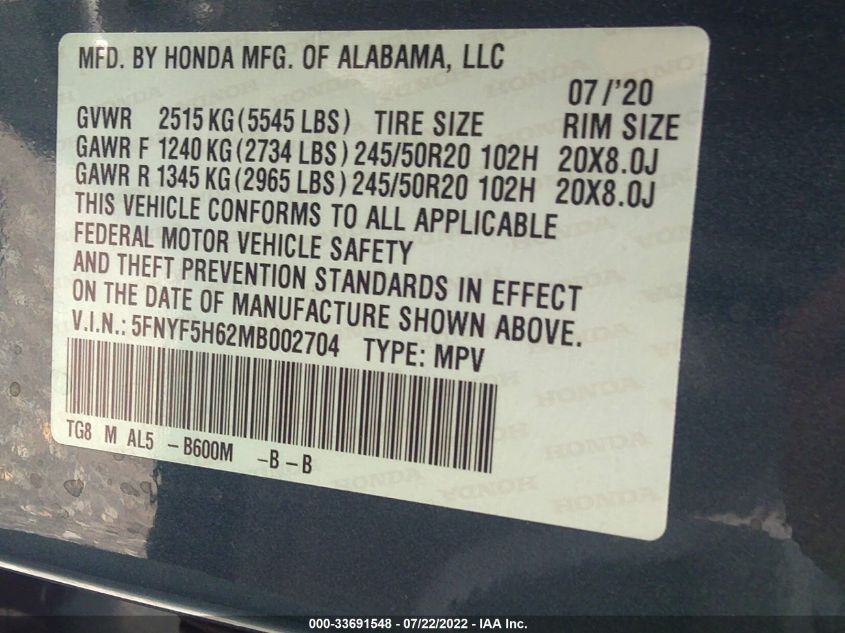 MFD. BY HONDA MFG. OF ALABAMA, LLC
07/'20
GVWR 2515 KG (5545 LBS) TIRE SIZE RIM SIZE
GAWR F 1240 KG (2734 LBS) 245/50R20 102H 20X8.0J
GAWR R 1345 KG (2965 LBS) 245/50R20 102H 20X8.0J
THIS VEHICLE CONFORMS TO ALL APPLICABLE
FEDERAL MOTOR VEHICLE SAFETY
AND THEFT PREVENTION STANDARDS IN EFFECT
ON THE DATE OF MANUFACTURE SHOWN ABOVE.
V.I.N.: 5FNYF5H62MB002704 TYPE: MPV
TG8 M AL5 -B600M -B-B
000-33691548 - 07/22/2022 - IAA Inc.